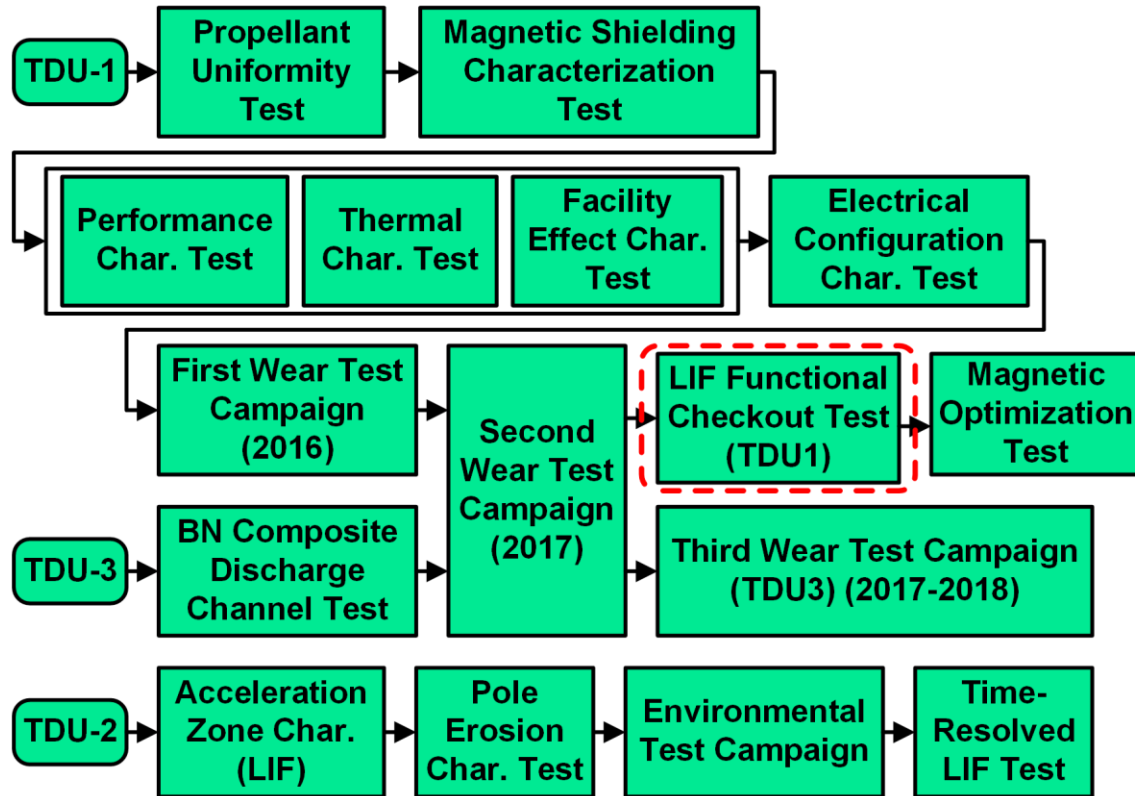 TDU-1
Propellant
Uniformity
Test
Magnetic Shielding
Characterization
Test
Performance
Char. Test
Thermal
Char. Test
Facility
Effect Char.
Test
Electrical
Configuration
Char. Test
First Wear Test
Campaign
(2016)
Second
Wear Test
Campaign
(2017)
LIF Functional
Checkout Test
(TDU1)
Magnetic
Optimization
Test
TDU-3
BN Composite
Discharge
Channel Test
Third Wear Test Campaign
(TDU3) (2017-2018)
TDU-2
Acceleration
Zone Char.
(LIF)
Pole
Erosion
Char. Test
Environmental
Test Campaign
Time-
Resolved
LIF Test